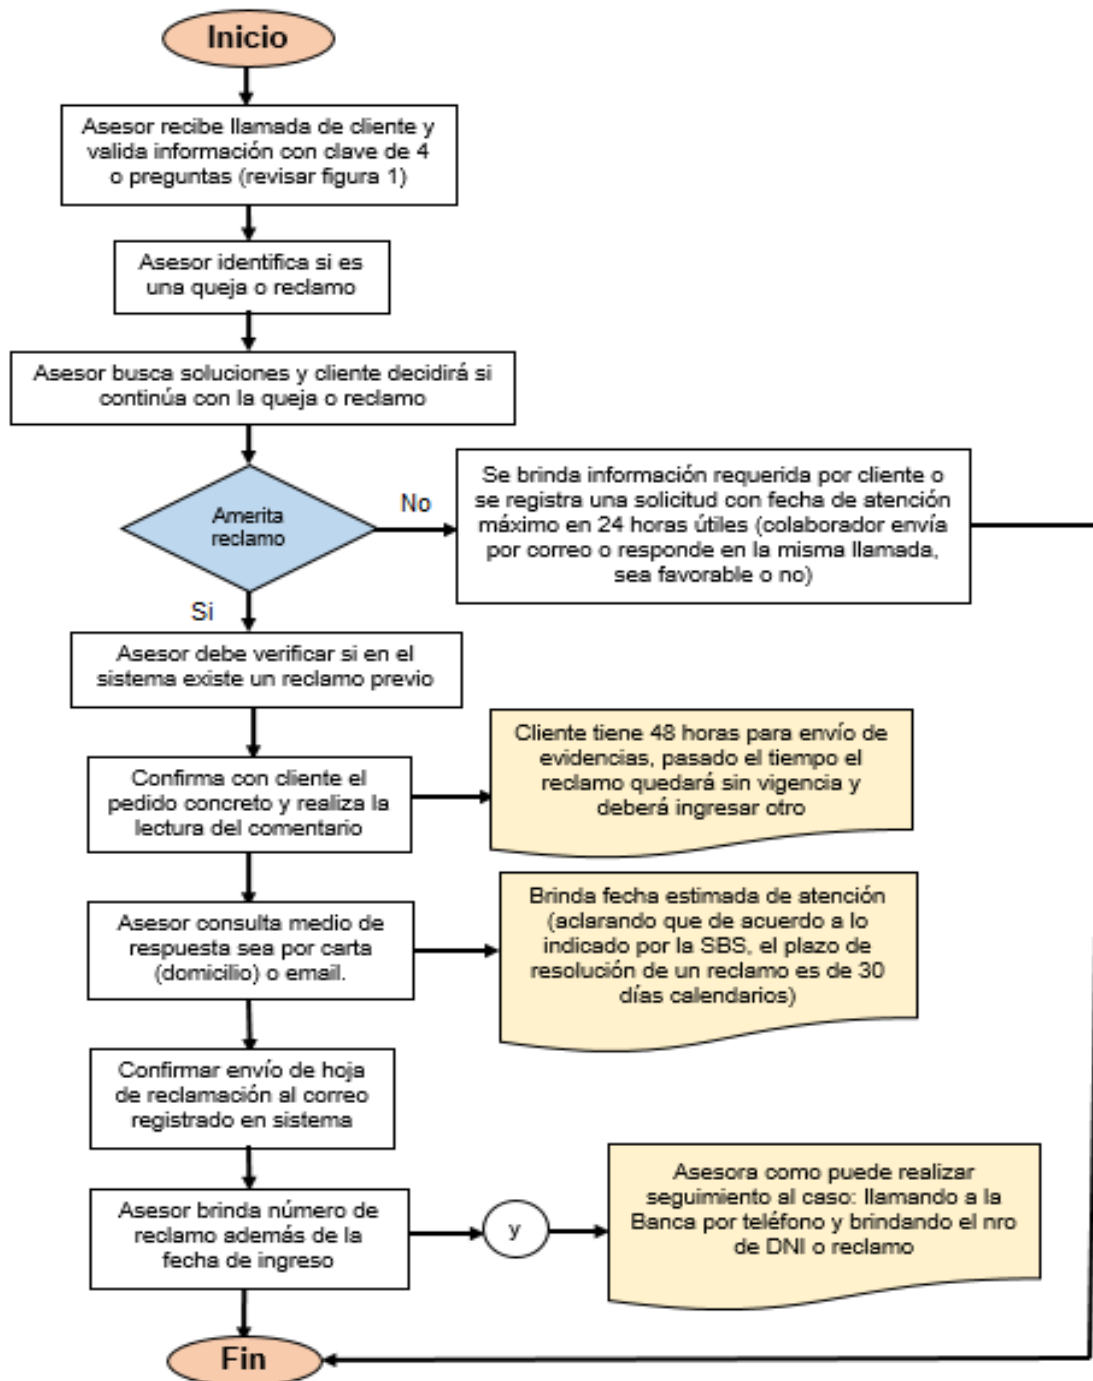 Inicio
Asesor recibe llamada de cliente y
valida información con clave de 4
o preguntas (revisar figura 1)
Asesor identifica si es
una queja o reclamo
Asesor busca soluciones y cliente decidirá si
continúa con la queja o reclamo
Amerita
reclamo
No
Se brinda información requerida por cliente o
se registra una solicitud con fecha de atención
máximo en 24 horas útiles (colaborador envía
por correo o responde en la misma llamada,
sea favorable o no)
Si
Asesor debe verificar si en el
sistema existe un reclamo previo
Confirma con cliente el
pedido concreto y realiza la
lectura del comentario
Cliente tiene 48 horas para envío de
evidencias, pasado el tiempo el
reclamo quedará sin vigencia y
deberá ingresar otro
Asesor consulta medio de
respuesta sea por carta
(domicilio) o email.
Brinda fecha estimada de atención
(aclarando que de acuerdo a lo
indicado por la SBS, el plazo de
resolución de un reclamo es de 30
días calendarios)
Confirmar envío de hoja
de reclamación al correo
registrado en sistema
Asesor brinda número de
reclamo además de la
fecha de ingreso
y
Asesora como puede realizar
seguimiento al caso: llamando a la
Banca por teléfono y brindando el nro
de DNI o reclamo
Fin